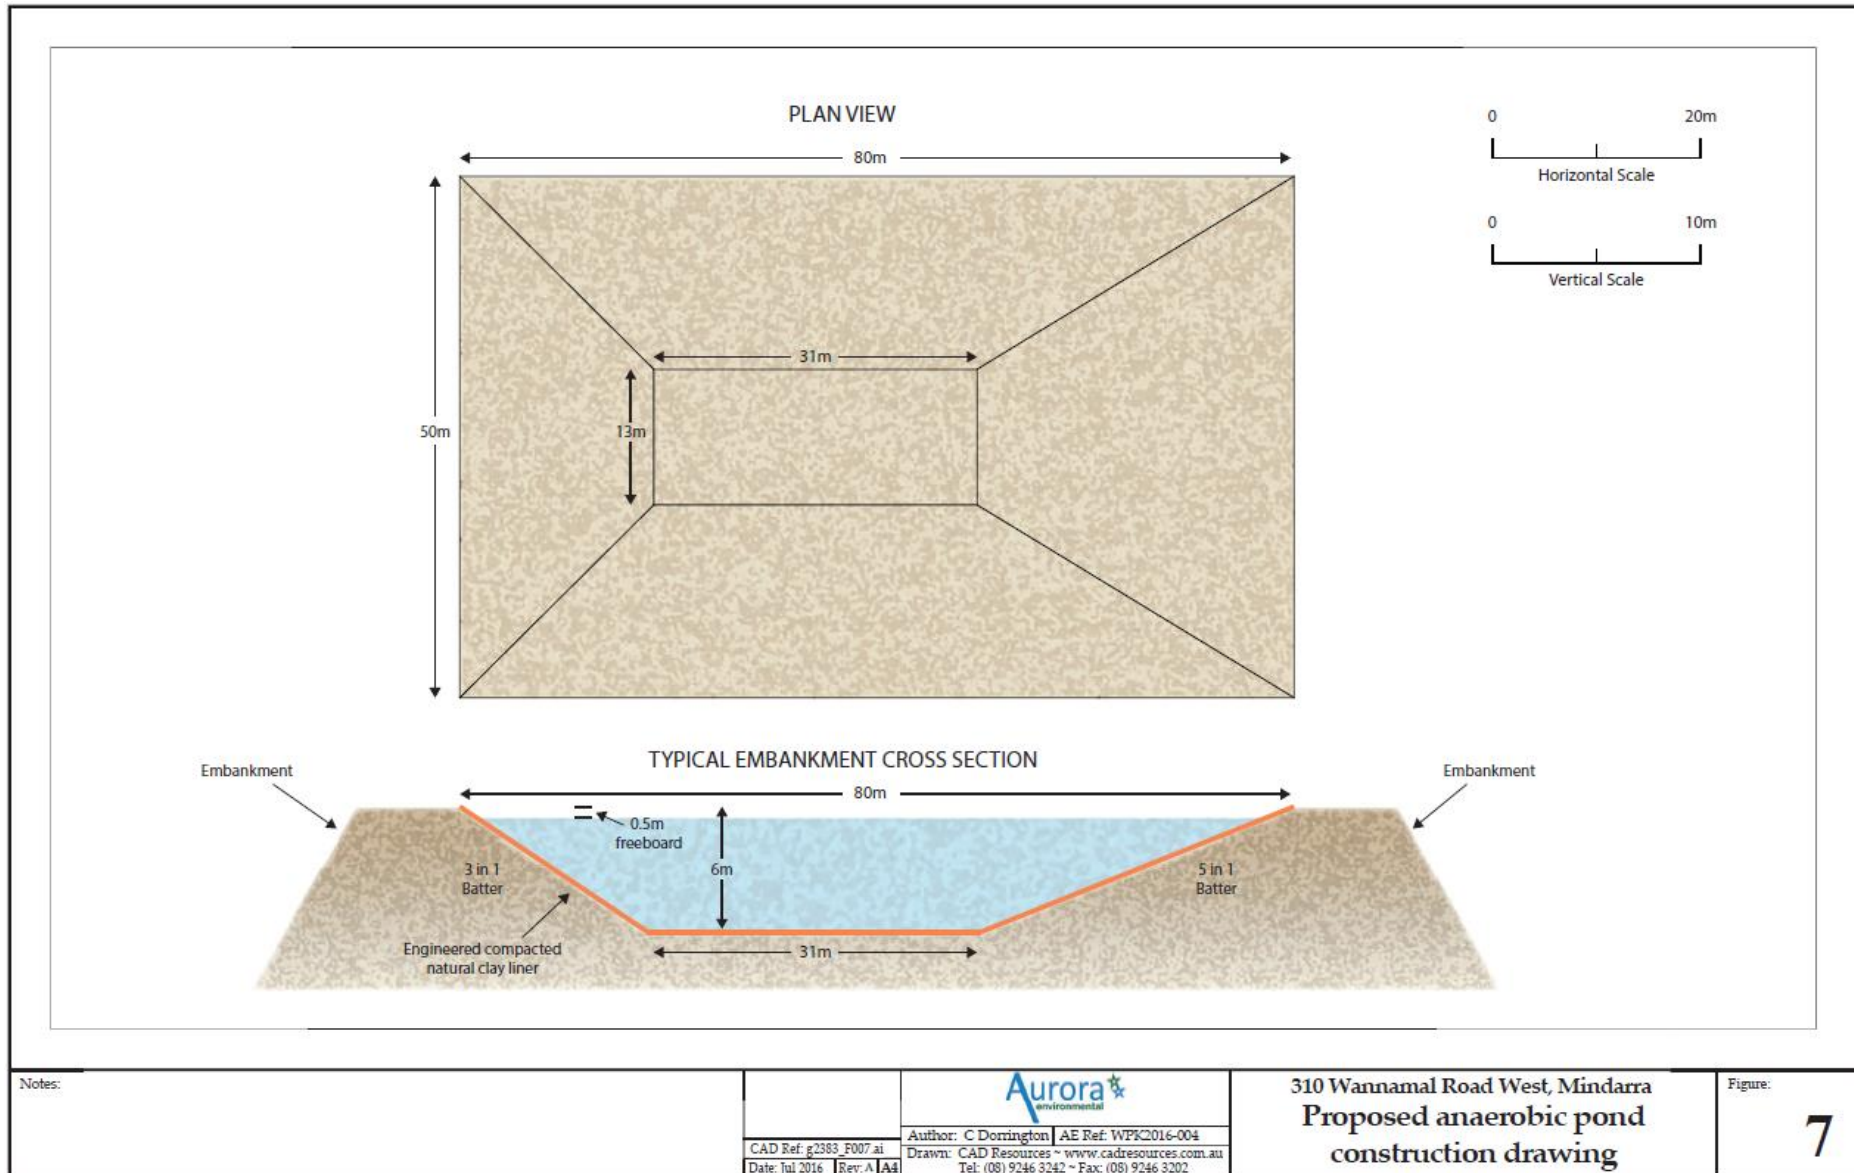 PLAN VIEW
0 20m
Horizontal Scale
0 10m
Vertical Scale
80m
31m
50m
13m
TYPICAL EMBANKMENT CROSS SECTION
Embankment
Embankment
80m
0.5m
freeboard
6m
3 in 1
Batter
5 in 1
Batter
Engineered compacted
natural clay liner
31m
Notes:
CAD Ref: g2383_F007.ai
Date: Jul 2016 Rev: A A4
Aurora
environmental
Author: C Dorrington AE Ref: WPK2016-004
Drawn: CAD Resources ~ www.cadresources.com.au
Tel: (08) 9246 3242 ~ Fax: (08) 9246 3202
310 Wannamal Road West, Mindarra
Proposed anaerobic pond
construction drawing
Figure:
7